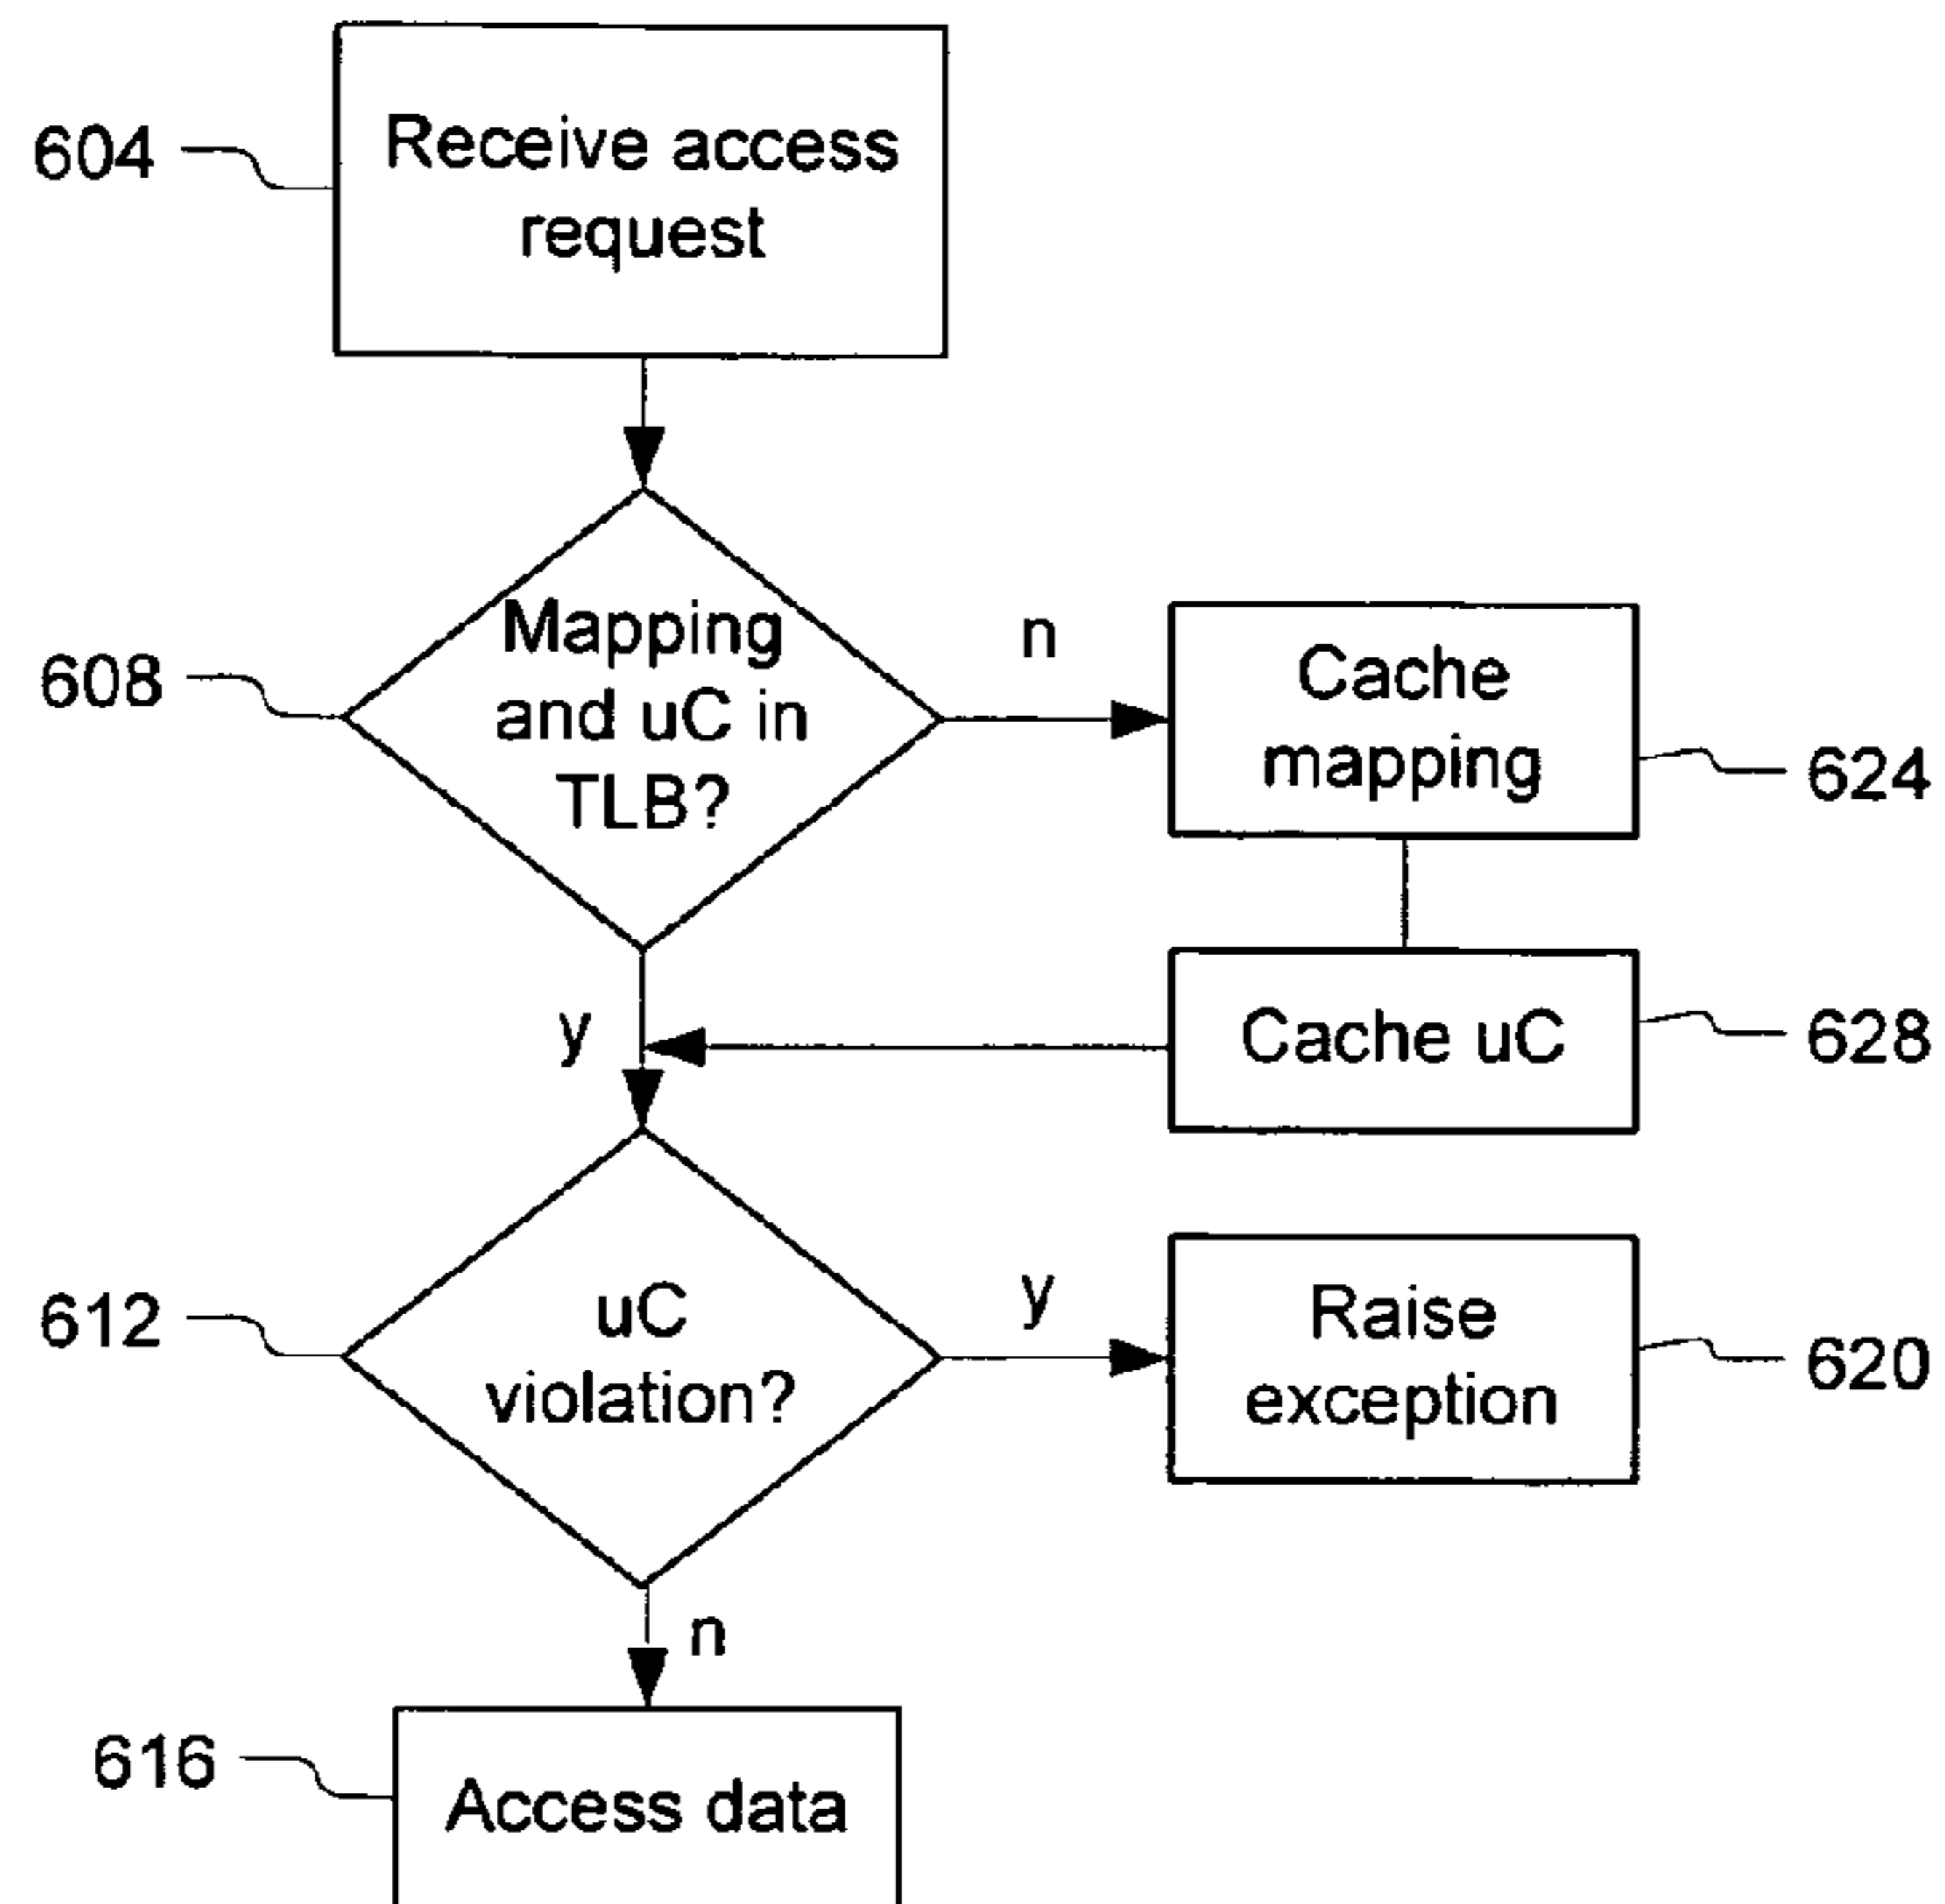 604
Receive access
request
608
Mapping
and uC in
TLB?
n
Cache
mapping
624
y
Cache uC
628
612
uC
violation?
y
Raise
exception
620
n
616
Access data